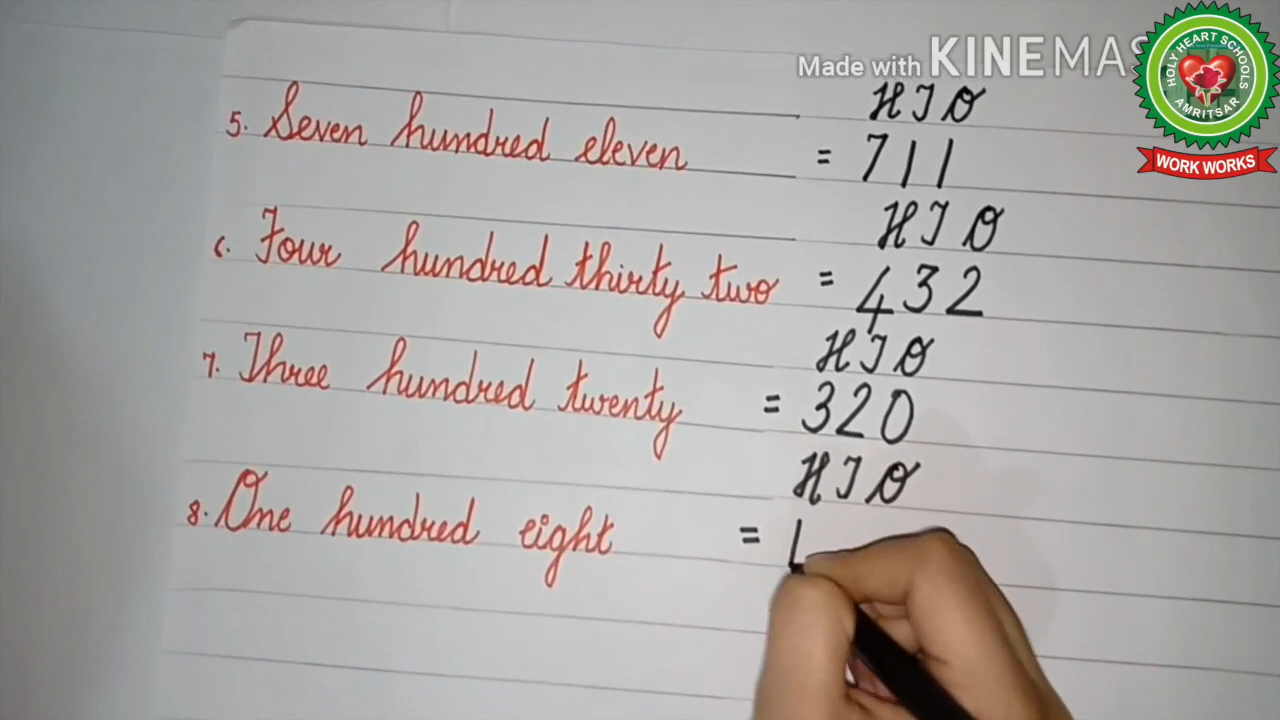 Made with KINEMAS
HOLY HEART SCHOOLS
AMRITSAR
WORK WORKS
H T O
5. Seven hundred eleven = 711
H T O
6. Four hundred thirty two = 432
H T O
7. Three hundred twenty = 320
H T O
8. One hundred eight = 1